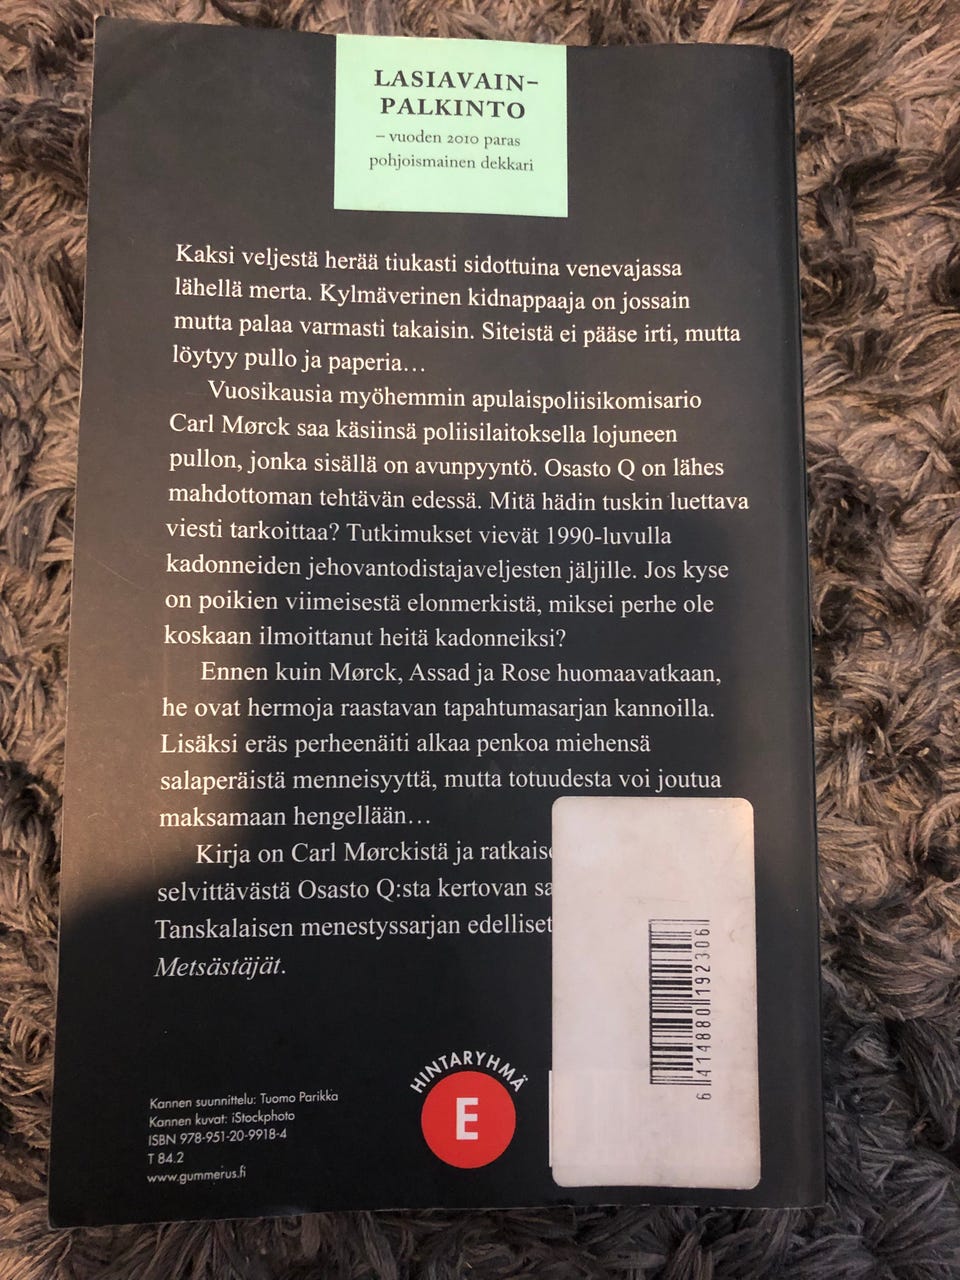 LASIAVAIN-
PALKINTO
– vuoden 2010 paras
pohjoismainen dekkari
Kaksi veljestä herää tiukasti sidottuina venevajassa
lähellä merta. Kylmäverinen kidnappaaja on jossain
mutta palaa varmasti takaisin. Siteistä ei pääse irti, mutta
löytyy pullo ja paperia…
Vuosikausia myöhemmin apulaispoliisikomisario
Carl Mørck saa käsiinsä poliisilaitoksella lojuneen
pullon, jonka sisällä on avunpyyntö. Osasto Q on lähes
mahdottoman tehtävän edessä. Mitä hädin tuskin luettava
viesti tarkoittaa? Tutkimukset vievät 1990-luvulla
kadonneiden jehovantodistajaveljesten jäljille. Jos kyse
on poikien viimeisestä elonmerkistä, miksei perhe ole
koskaan ilmoittanut heitä kadonneiksi?
Ennen kuin Mørck, Assad ja Rose huomaavatkaan,
he ovat hermoja raastavan tapahtumasarjan kannoilla.
Lisäksi eräs perheenäiti alkaa penkoa miehensä
salaperäistä menneisyyttä, mutta totuudesta voi joutua
maksamaan hengellään…
Kirja on Carl Mørckistä ja ratkaise
selvittävästä Osasto Q:sta kertovan sa
Tanskalaisen menestyssarjan edelliset
Metsästäjät.
HINTARYHMÄ
E
Kannen suunnittelu: Tuomo Parikka
Kannen kuvat: iStockphoto
ISBN 978-951-20-9918-4
T 84.2
www.gummerus.fi
6 414880 192306